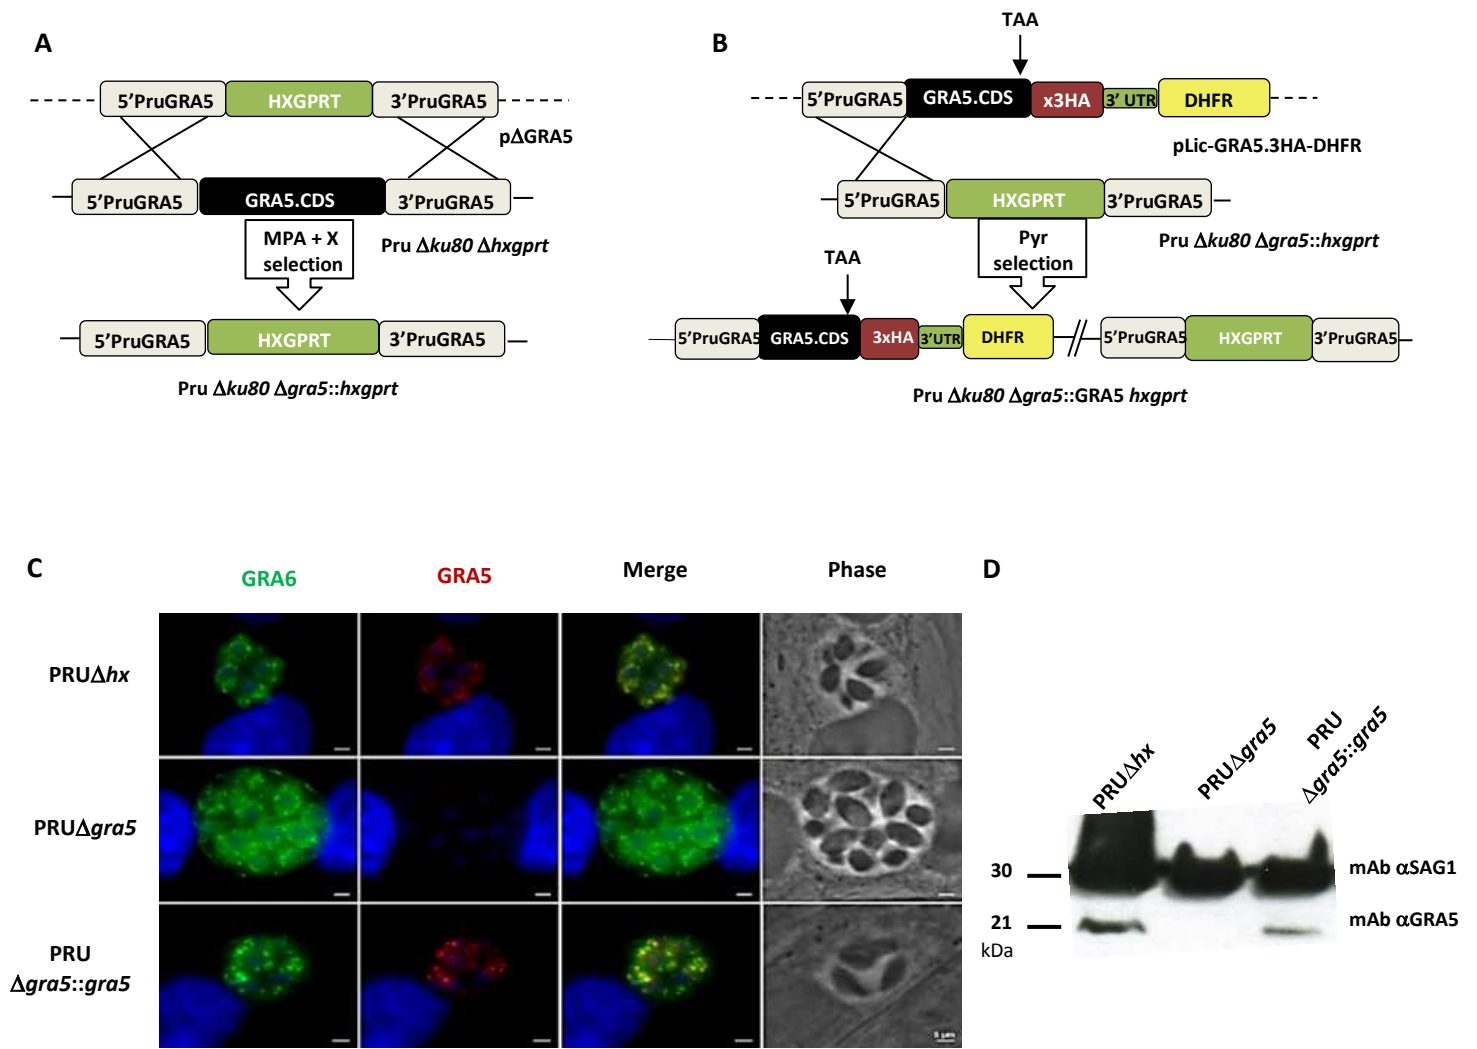 A
5'PruGRA5 HXGPRT 3'PruGRA5
pΔGRA5
5'PruGRA5 GRA5.CDS 3'PruGRA5
MPA + X
selection
Pru Δku80 Δhxgprt
5'PruGRA5 HXGPRT 3'PruGRA5
Pru Δku80 Δgra5::hxgprt
B
TAA
5'PruGRA5 GRA5.CDS x3HA 3' UTR DHFR
pLic-GRA5.3HA-DHFR
5'PruGRA5 HXGPRT 3'PruGRA5
Pyr
selection
Pru Δku80 Δgra5::hxgprt
TAA
5'PruGRA5 GRA5.CDS 3xHA 3'UTR DHFR 5'PruGRA5 HXGPRT 3'PruGRA5
Pru Δku80 Δgra5::GRA5 hxgprt
C
GRA6 GRA5 Merge Phase
PRUΔhx
PRUΔgra5
PRU
Δgra5::gra5
5 µm
D
PRUΔhx
PRUΔgra5
PRU
Δgra5::gra5
30 mAb αSAG1
21 mAb αGRA5
kDa